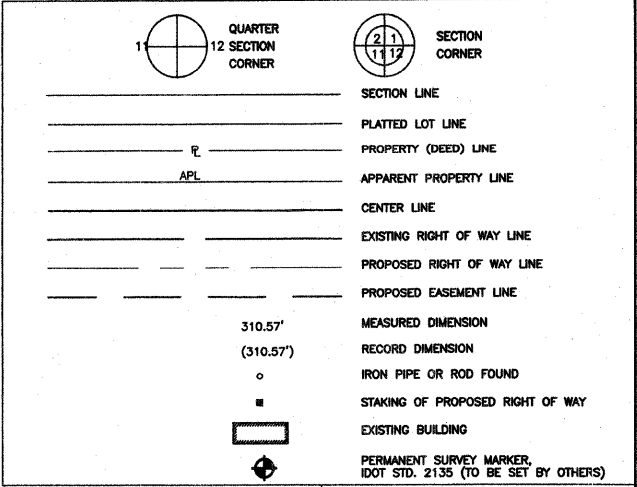 QUARTER
11 12 SECTION
CORNER
2 1
11 12
SECTION
CORNER
SECTION LINE
PLATTED LOT LINE
PL PROPERTY (DEED) LINE
APL APPARENT PROPERTY LINE
CENTER LINE
EXISTING RIGHT OF WAY LINE
PROPOSED RIGHT OF WAY LINE
PROPOSED EASEMENT LINE
310.57' MEASURED DIMENSION
(310.57') RECORD DIMENSION
IRON PIPE OR ROD FOUND
STAKING OF PROPOSED RIGHT OF WAY
EXISTING BUILDING
PERMANENT SURVEY MARKER,
IDOT STD. 2135 (TO BE SET BY OTHERS)